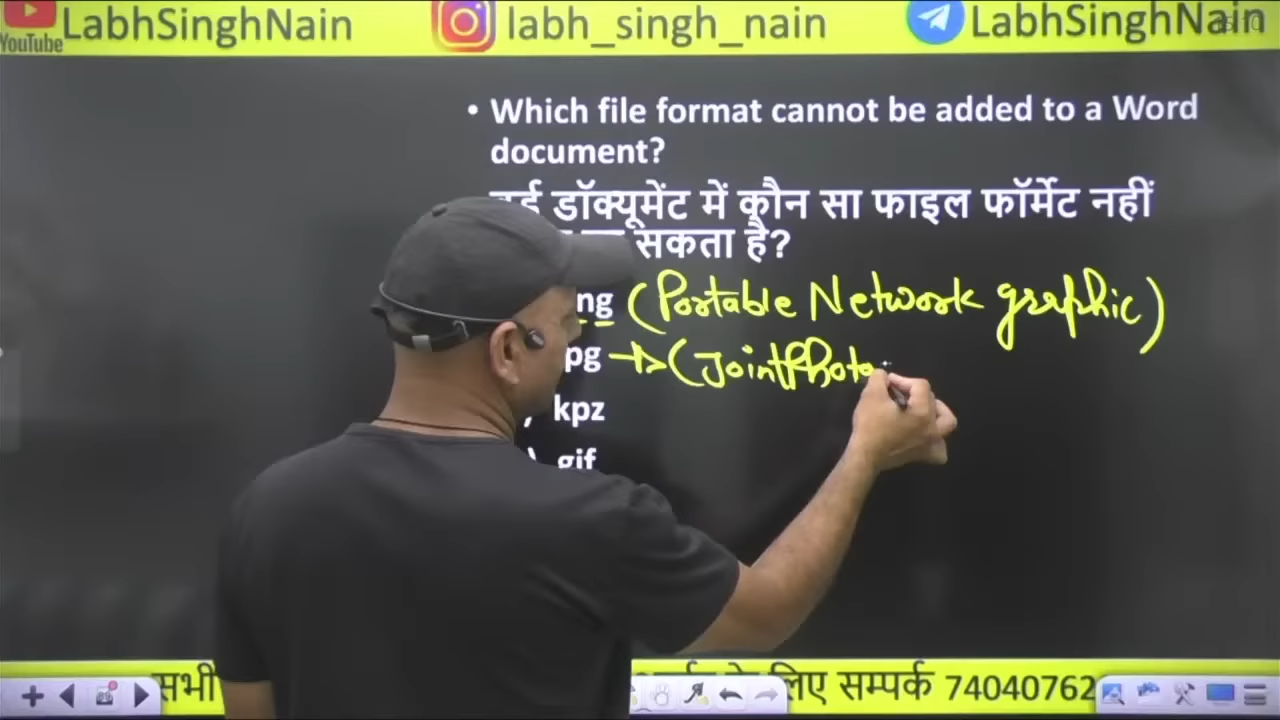 YouTube LabhSinghNain labh_singh_nain LabhSinghNain
• Which file format cannot be added to a Word
document?
डॉक्यूमेंट में कौन सा फाइल फॉर्मेट नहीं
सकता है?
ng (Portable Network graphic)
pg → (JointPhoto
kpz
gif
सभी लिए सम्पर्क 74040762